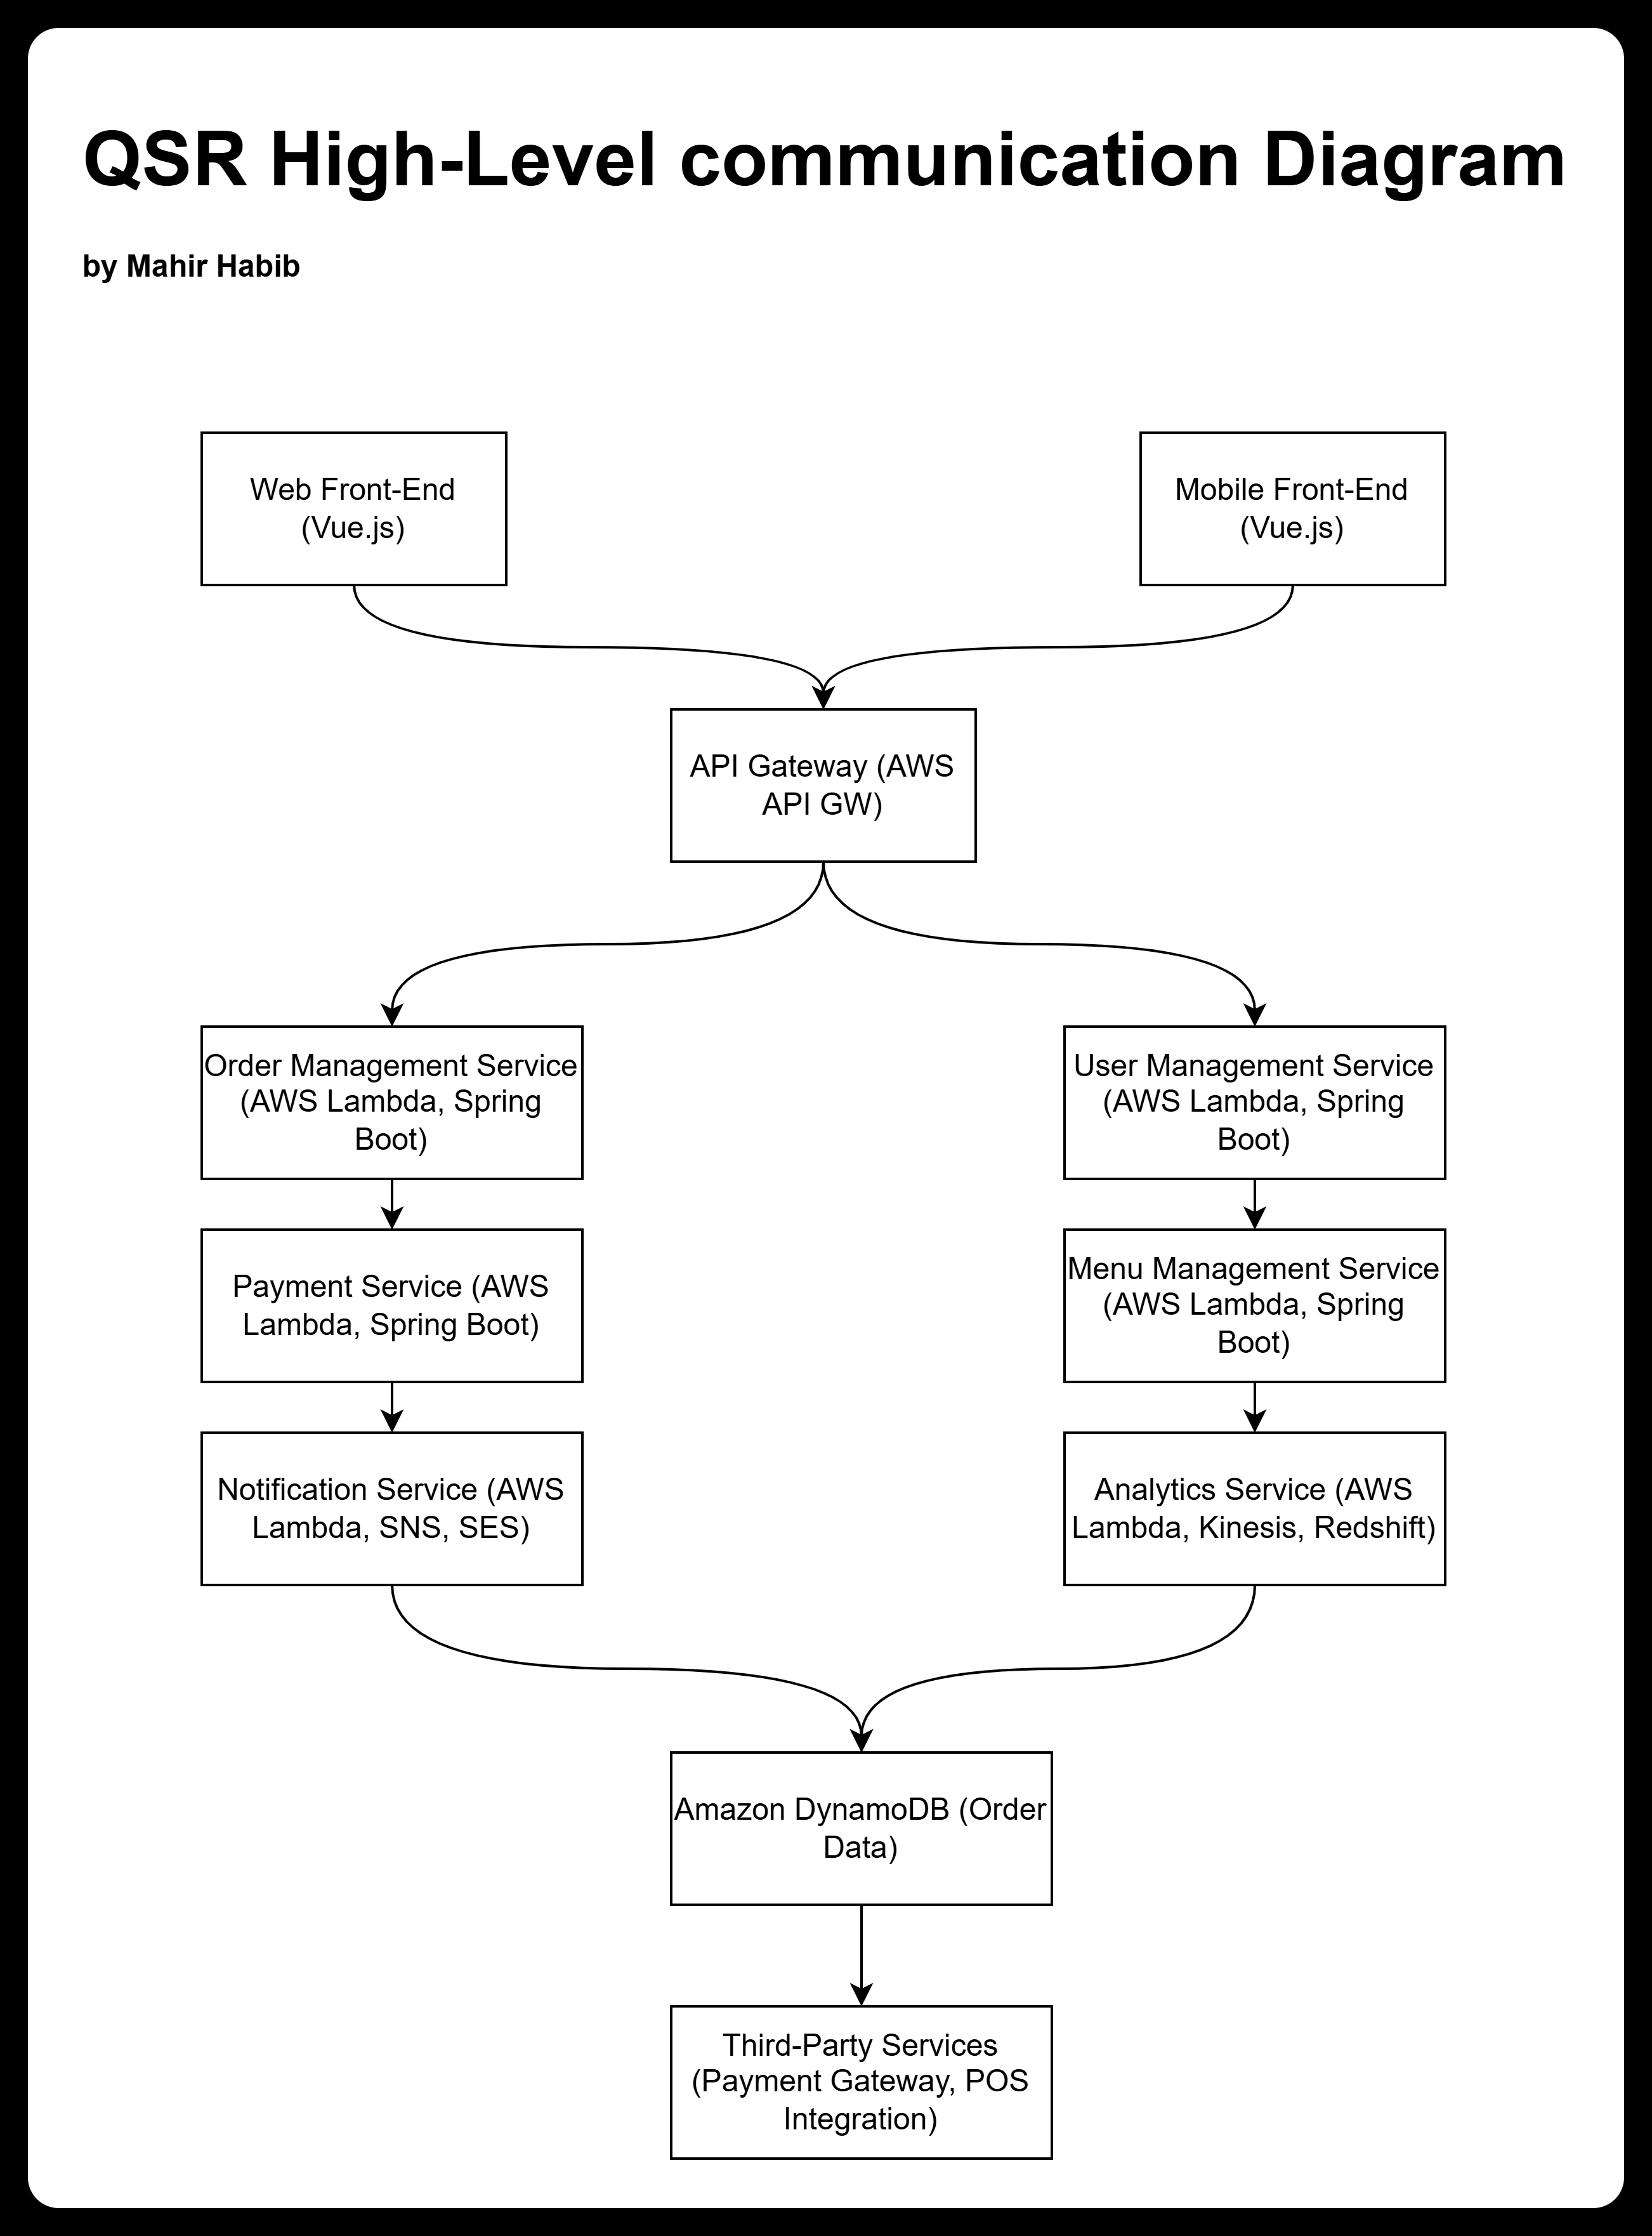 QSR High-Level communication Diagram
by Mahir Habib
Web Front-End
(Vue.js)
Mobile Front-End
(Vue.js)
API Gateway (AWS
API GW)
Order Management Service
(AWS Lambda, Spring
Boot)
User Management Service
(AWS Lambda, Spring
Boot)
Payment Service (AWS
Lambda, Spring Boot)
Menu Management Service
(AWS Lambda, Spring
Boot)
Notification Service (AWS
Lambda, SNS, SES)
Analytics Service (AWS
Lambda, Kinesis, Redshift)
Amazon DynamoDB (Order
Data)
Third-Party Services
(Payment Gateway, POS
Integration)